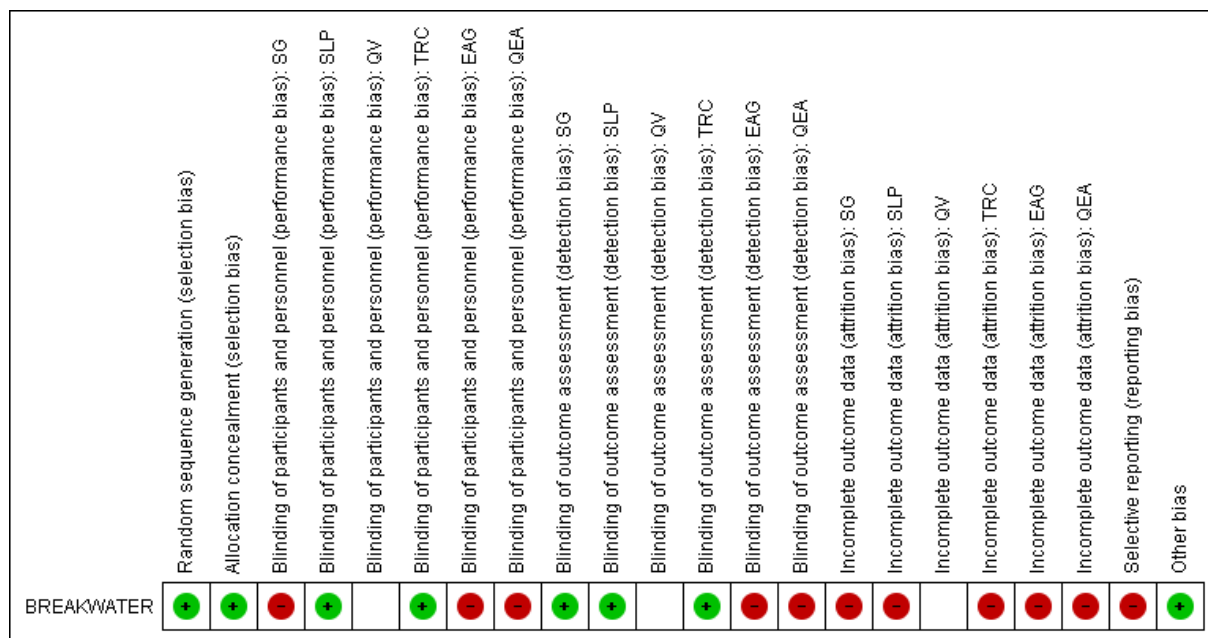 Random sequence generation (selection bias)
Allocation concealment (selection bias)
Blinding of participants and personnel (performance bias): SG
Blinding of participants and personnel (performance bias): SLP
Blinding of participants and personnel (performance bias): QV
Blinding of participants and personnel (performance bias): TRC
Blinding of participants and personnel (performance bias): EAG
Blinding of participants and personnel (performance bias): QEA
Blinding of outcome assessment (detection bias): SG
Blinding of outcome assessment (detection bias): SLP
Blinding of outcome assessment (detection bias): QV
Blinding of outcome assessment (detection bias): TRC
Blinding of outcome assessment (detection bias): EAG
Blinding of outcome assessment (detection bias): QEA
Incomplete outcome data (attrition bias): SG
Incomplete outcome data (attrition bias): SLP
Incomplete outcome data (attrition bias): QV
Incomplete outcome data (attrition bias): TRC
Incomplete outcome data (attrition bias): EAG
Incomplete outcome data (attrition bias): QEA
Selective reporting (reporting bias)
Other bias
BREAKWATER + + - + + - - + + + - - - - - - - - +